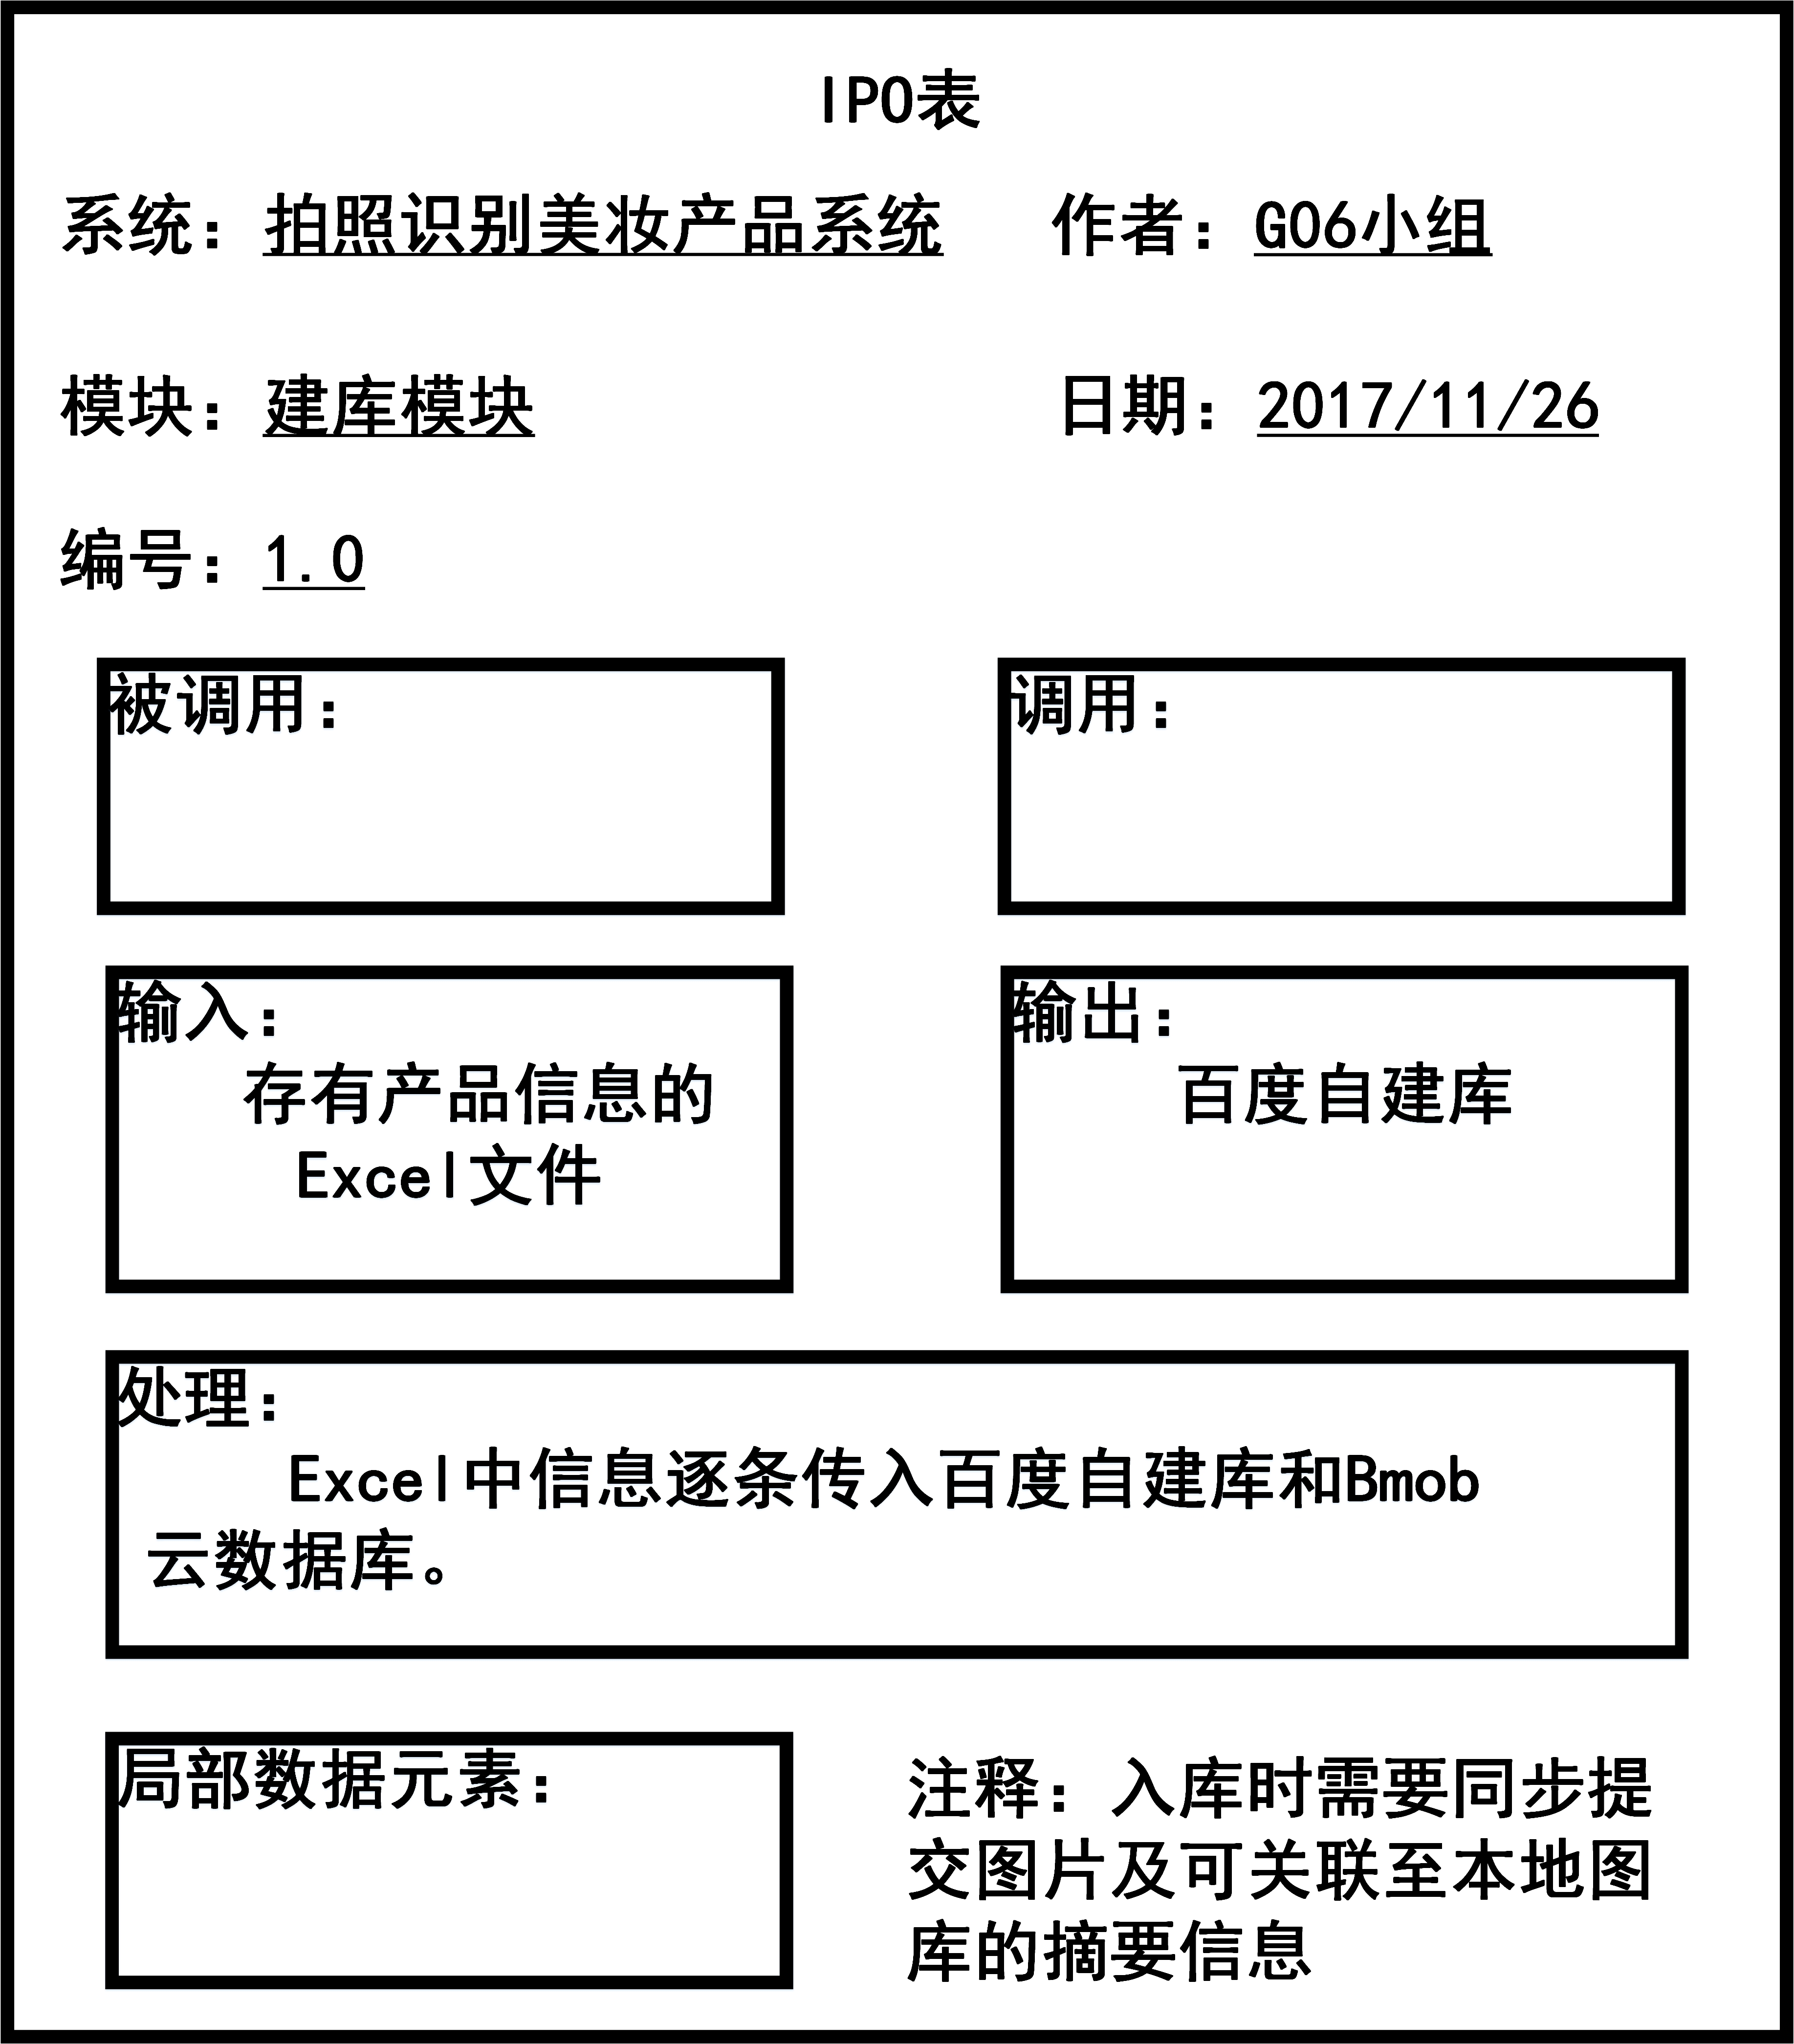 IPO表
系统：拍照识别美妆产品系统 作者：G06小组
模块：建库模块 日期：2017/11/26
编号：1.0
被调用：
调用：
输入：
存有产品信息的
Excel文件
输出：
百度自建库
处理：
Excel中信息逐条传入百度自建库和Bmob
云数据库。
局部数据元素：
注释：入库时需要同步提
交图片及可关联至本地图
库的摘要信息